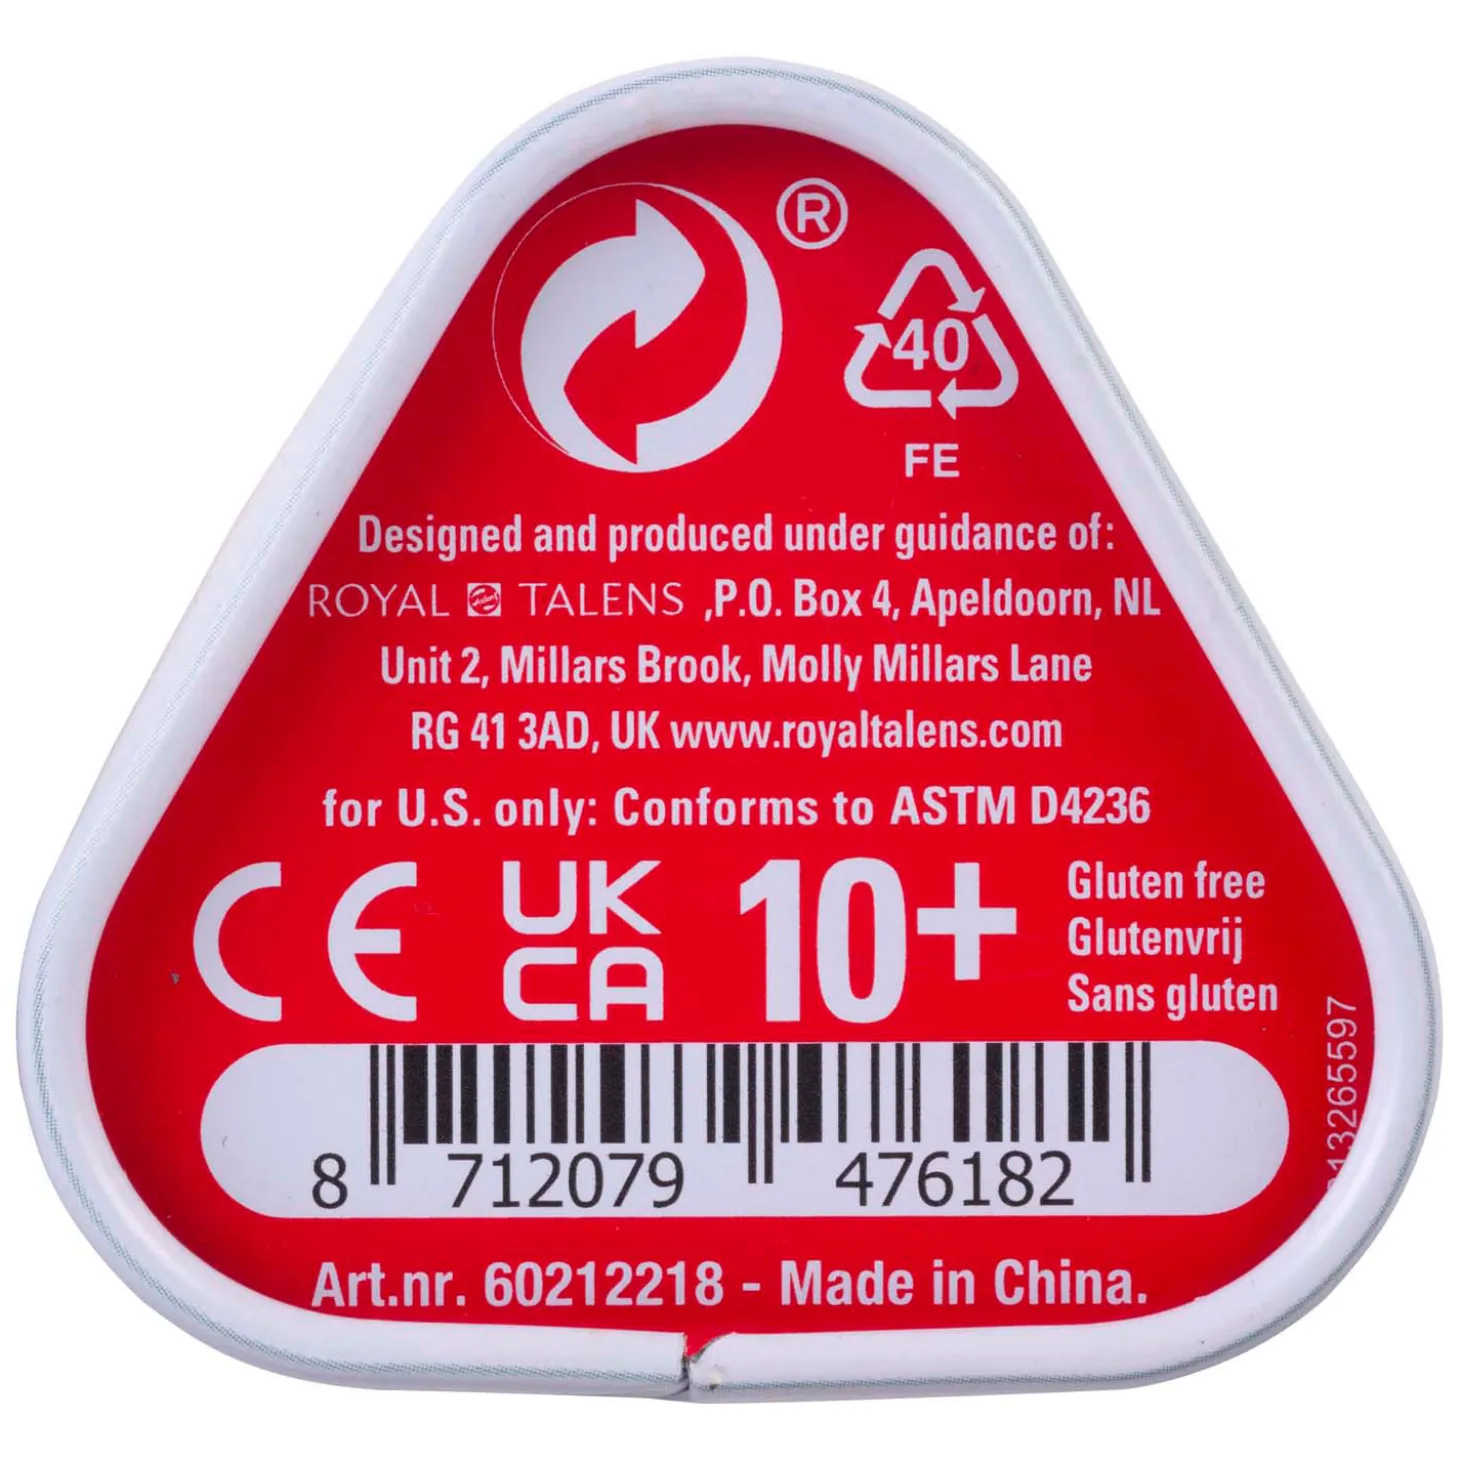 ®
40
FE
Designed and produced under guidance of:
ROYAL TALENS ,P.O. Box 4, Apeldoorn, NL
Unit 2, Millars Brook, Molly Millars Lane
RG 41 3AD, UK www.royaltalens.com
for U.S. only: Conforms to ASTM D4236
CE UK CA 10+
Gluten free
Glutenvrij
Sans gluten
8 712079 476182
Art.nr. 60212218 - Made in China.